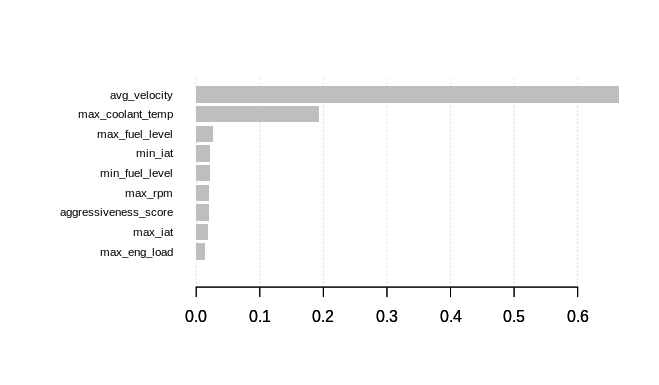 avg_velocity
max_coolant_temp
max_fuel_level
min_iat
min_fuel_level
max_rpm
aggressiveness_score
max_iat
max_eng_load
0.0 0.1 0.2 0.3 0.4 0.5 0.6